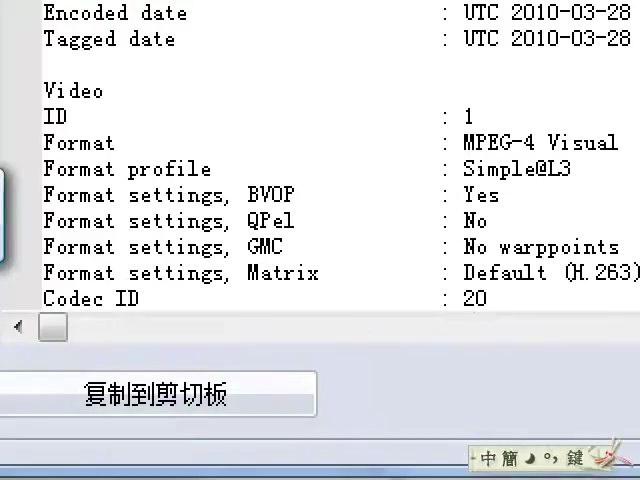 Encoded date : UTC 2010-03-28
Tagged date : UTC 2010-03-28
Video
ID : 1
Format : MPEG-4 Visual
Format profile : Simple@L3
Format settings, BVOP : Yes
Format settings, QPel : No
Format settings, GMC : No warppoints
Format settings, Matrix : Default (H.263)
Codec ID : 20
复制到剪切板
中 簡 鍵